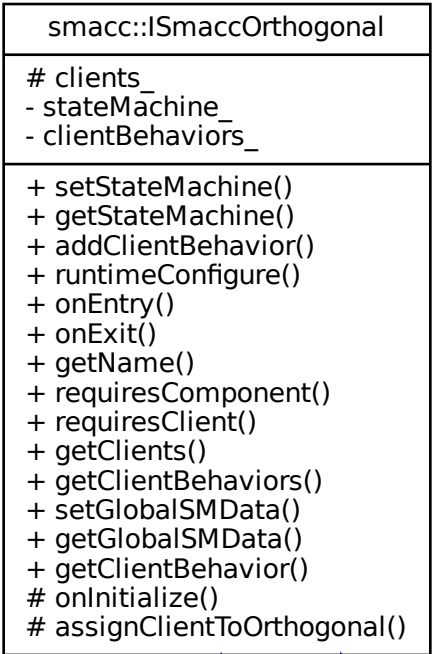 smacc::ISmaccOrthogonal
# clients_
- stateMachine_
- clientBehaviors_
+ setStateMachine()
+ getStateMachine()
+ addClientBehavior()
+ runtimeConfigure()
+ onEntry()
+ onExit()
+ getName()
+ requiresComponent()
+ requiresClient()
+ getClients()
+ getClientBehaviors()
+ setGlobalSMData()
+ getGlobalSMData()
+ getClientBehavior()
# onInitialize()
# assignClientToOrthogonal()